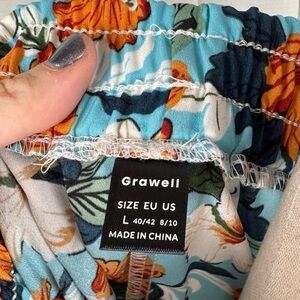 Grawell
SIZE EU US
L 40/42 8/10
MADE IN CHINA